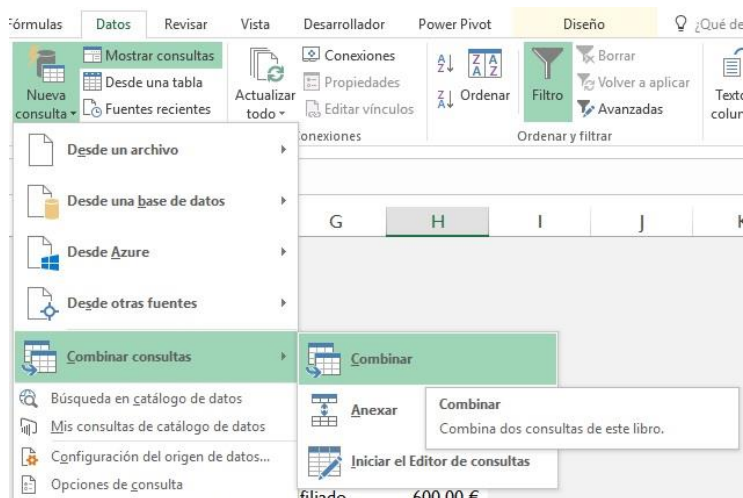 Fórmulas Datos Revisar Vista Desarrollador Power Pivot Diseño ¿Qué de
Mostrar consultas
Desde una tabla
Fuentes recientes
Nueva
consulta
Actualizar
todo
Conexiones
Propiedades
Editar vínculos
onexiones
Ordenar
Filtro
Borrar
Volver a aplicar
Avanzadas
Ordenar y filtrar
Texto
colum
Desde un archivo
Desde una base de datos
Desde Azure
Desde otras fuentes
Combinar consultas
Búsqueda en catálogo de datos
Mis consultas de catálogo de datos
Configuración del origen de datos...
Opciones de consulta
G H I J
Combinar
Anexar
Iniciar el Editor de consultas
Combinar
Combina dos consultas de este libro.
filiado 600,00 €